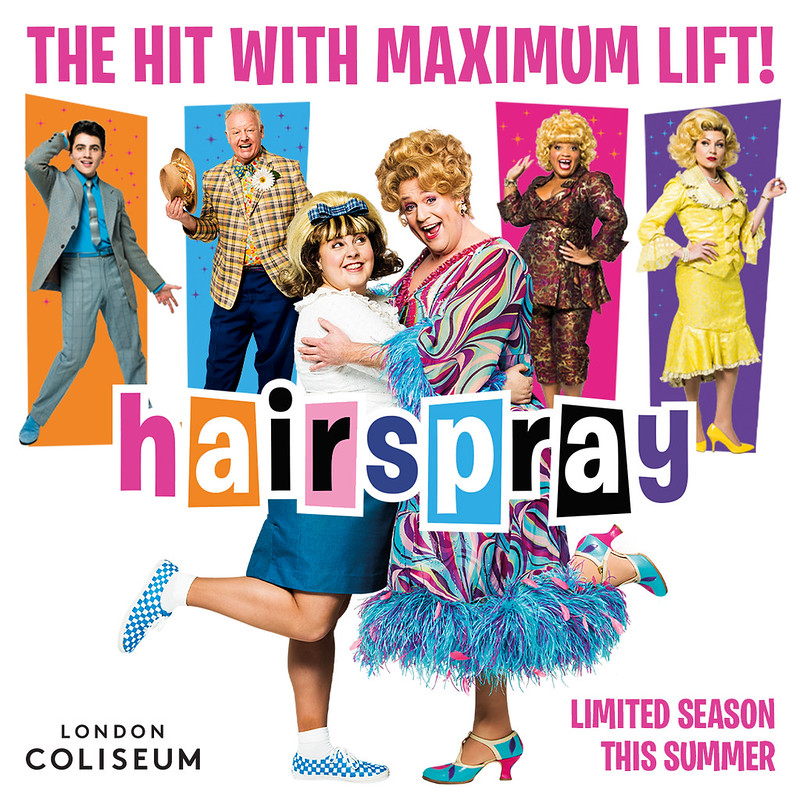 THE HIT WITH MAXIMUM LIFT!
hairspray
LONDON
COLISEUM
LIMITED SEASON
THIS SUMMER